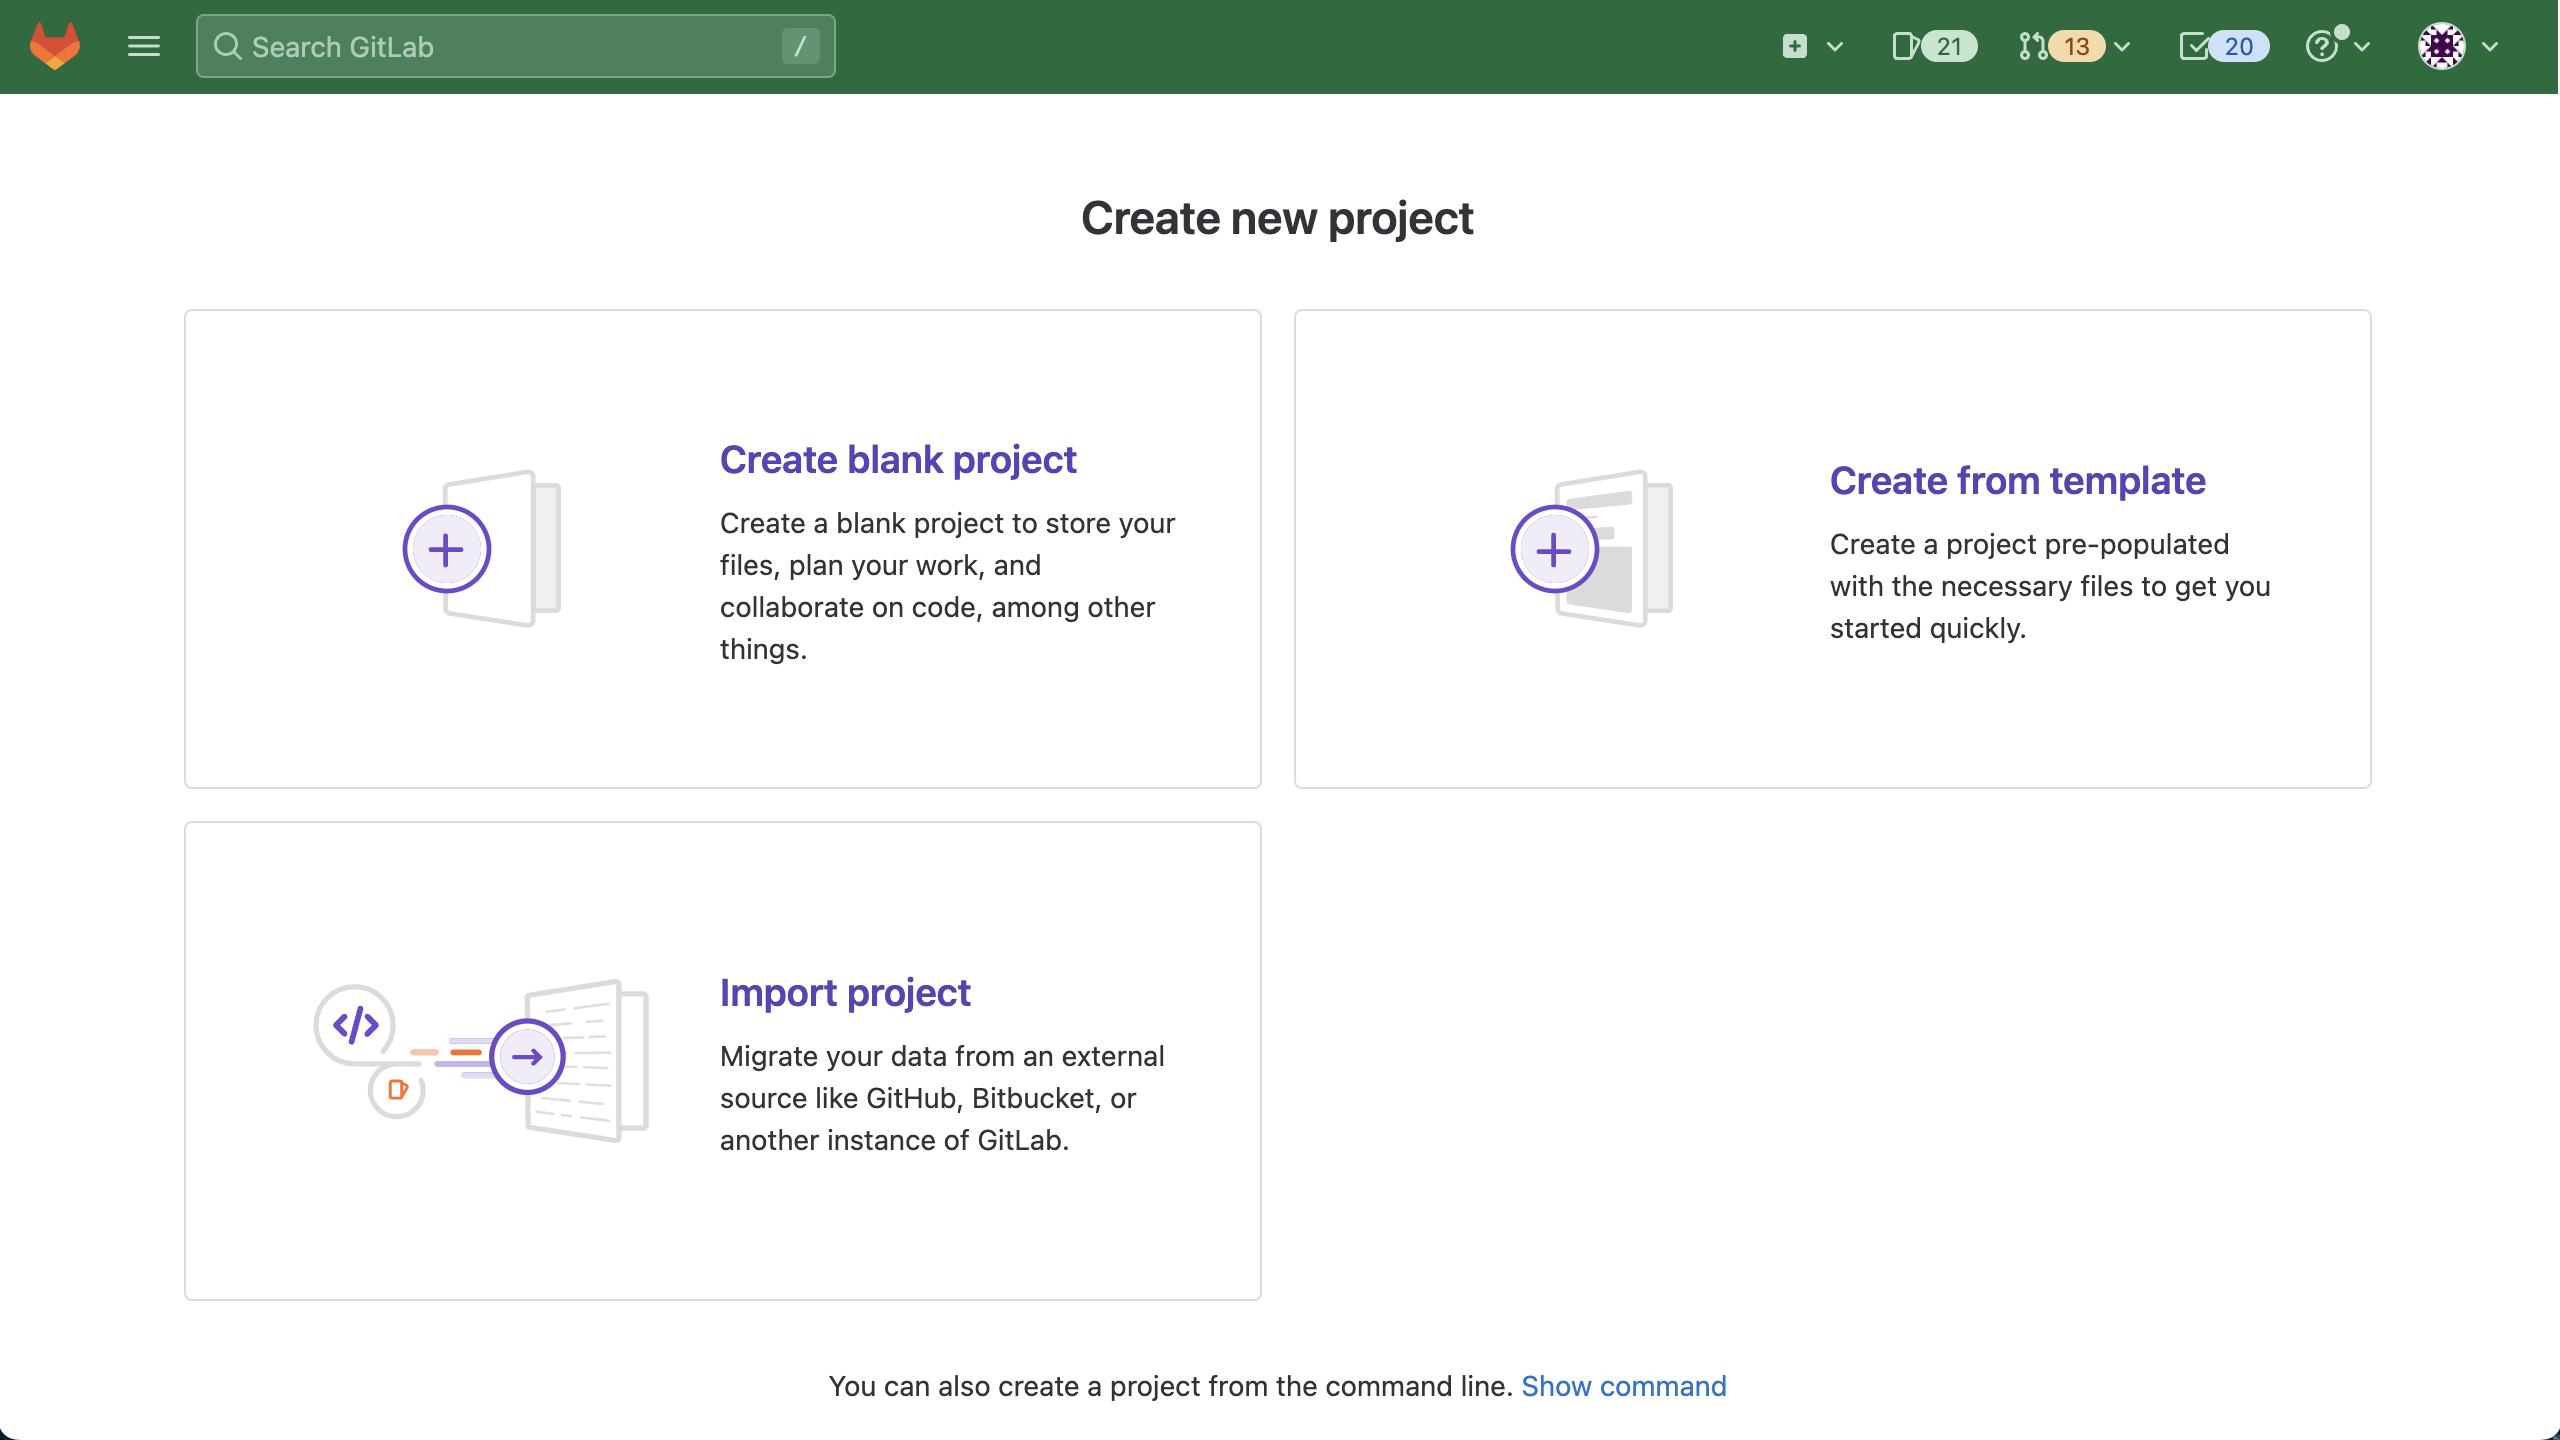 Search GitLab /
21
13
20
Create new project
Create blank project
Create a blank project to store your
files, plan your work, and
collaborate on code, among other
things.
Create from template
Create a project pre-populated
with the necessary files to get you
started quickly.
Import project
Migrate your data from an external
source like GitHub, Bitbucket, or
another instance of GitLab.
You can also create a project from the command line. Show command